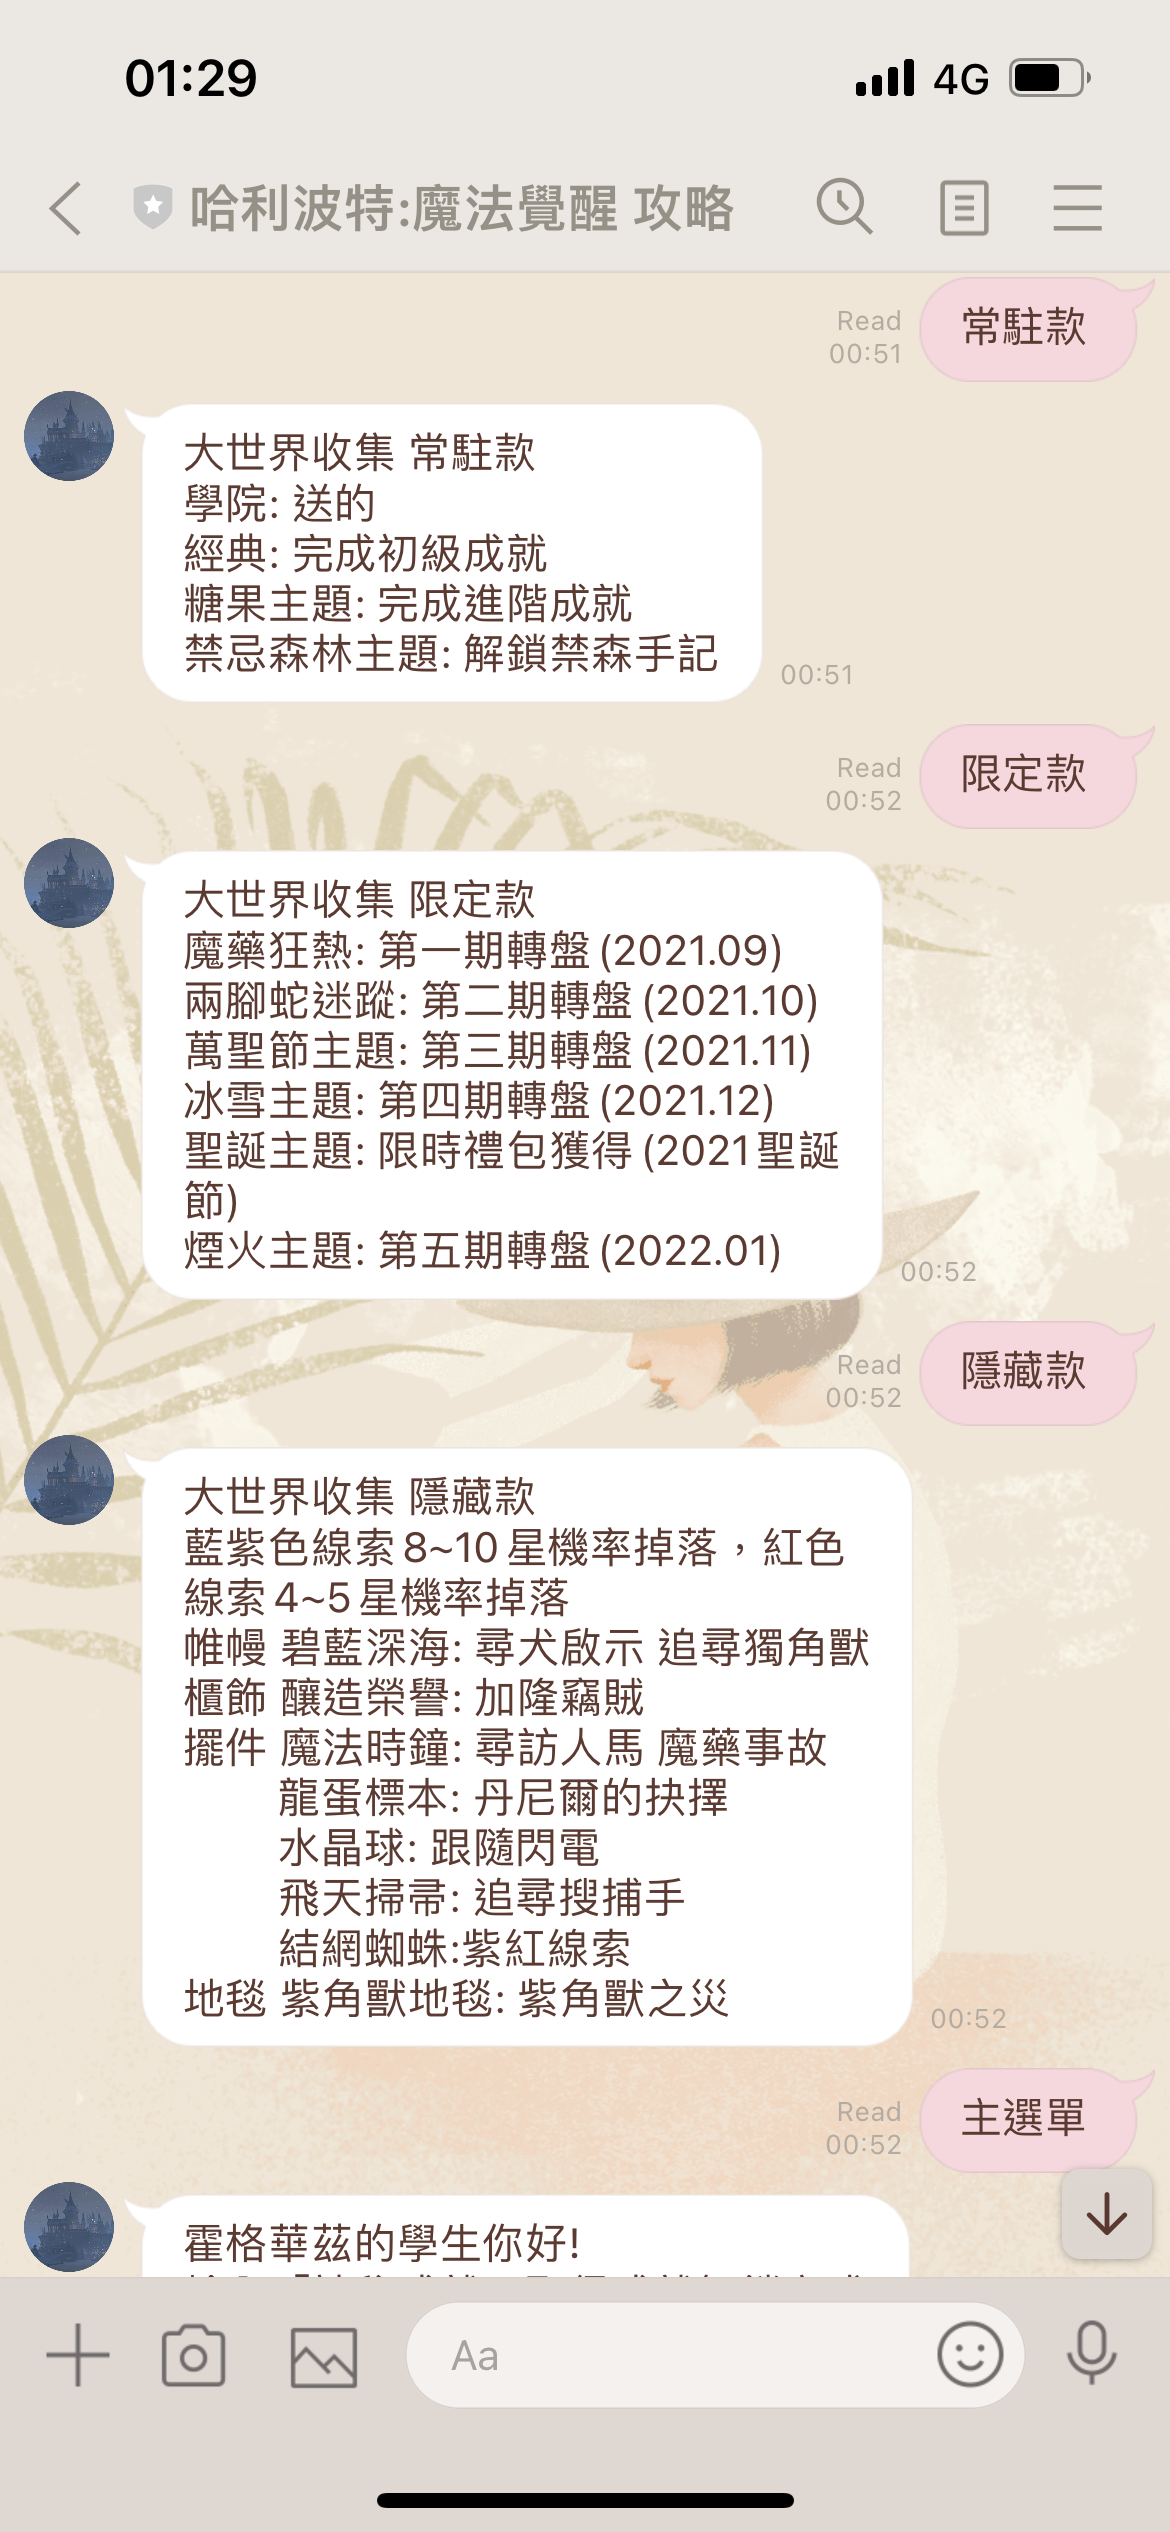 01:29
4G
哈利波特:魔法覺醒 攻略
常駐款
Read
00:51
大世界收集 常駐款
學院: 送的
經典: 完成初級成就
糖果主題: 完成進階成就
禁忌森林主題: 解鎖禁森手記
00:51
限定款
Read
00:52
大世界收集 限定款
魔藥狂熱: 第一期轉盤 (2021.09)
兩腳蛇迷蹤: 第二期轉盤 (2021.10)
萬聖節主題: 第三期轉盤 (2021.11)
冰雪主題: 第四期轉盤 (2021.12)
聖誕主題: 限時禮包獲得 (2021聖誕
節)
煙火主題: 第五期轉盤 (2022.01)
00:52
隱藏款
Read
00:52
大世界收集 隱藏款
藍紫色線索8~10星機率掉落，紅色
線索4~5星機率掉落
帷幔 碧藍深海: 尋犬啟示 追尋獨角獸
櫃飾 釀造榮譽: 加隆竊賊
擺件 魔法時鐘: 尋訪人馬 魔藥事故
龍蛋標本: 丹尼爾的抉擇
水晶球: 跟隨閃電
飛天掃帚: 追尋搜捕手
結網蜘蛛:紫紅線索
地毯 紫角獸地毯: 紫角獸之災
00:52
主選單
Read
00:52
霍格華茲的學生你好!
Aa